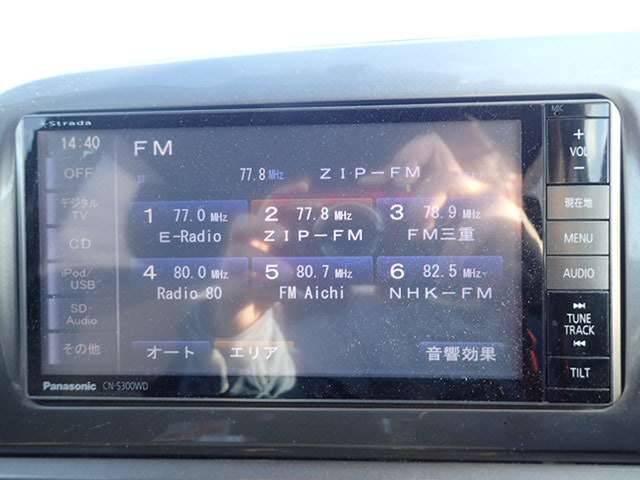 Strada
14:40
FM
OFF
77.8 MHz ZIP-FM
デジタル
TV
1 77.0 MHz
E-Radio
2 77.8 MHz
ZIP-FM
3 78.9 MHz
FM三重
CD
4 80.0 MHz
Radio 80
5 80.7 MHz
FM Aichi
6 82.5 MHz
NHK-FM
iPod/
USB
SD
Audio
その他
オート
エリア
音響効果
Panasonic CN-S300WD
MIC
+
VOL
-
現在地
MENU
AUDIO
TUNE
TRACK
TILT